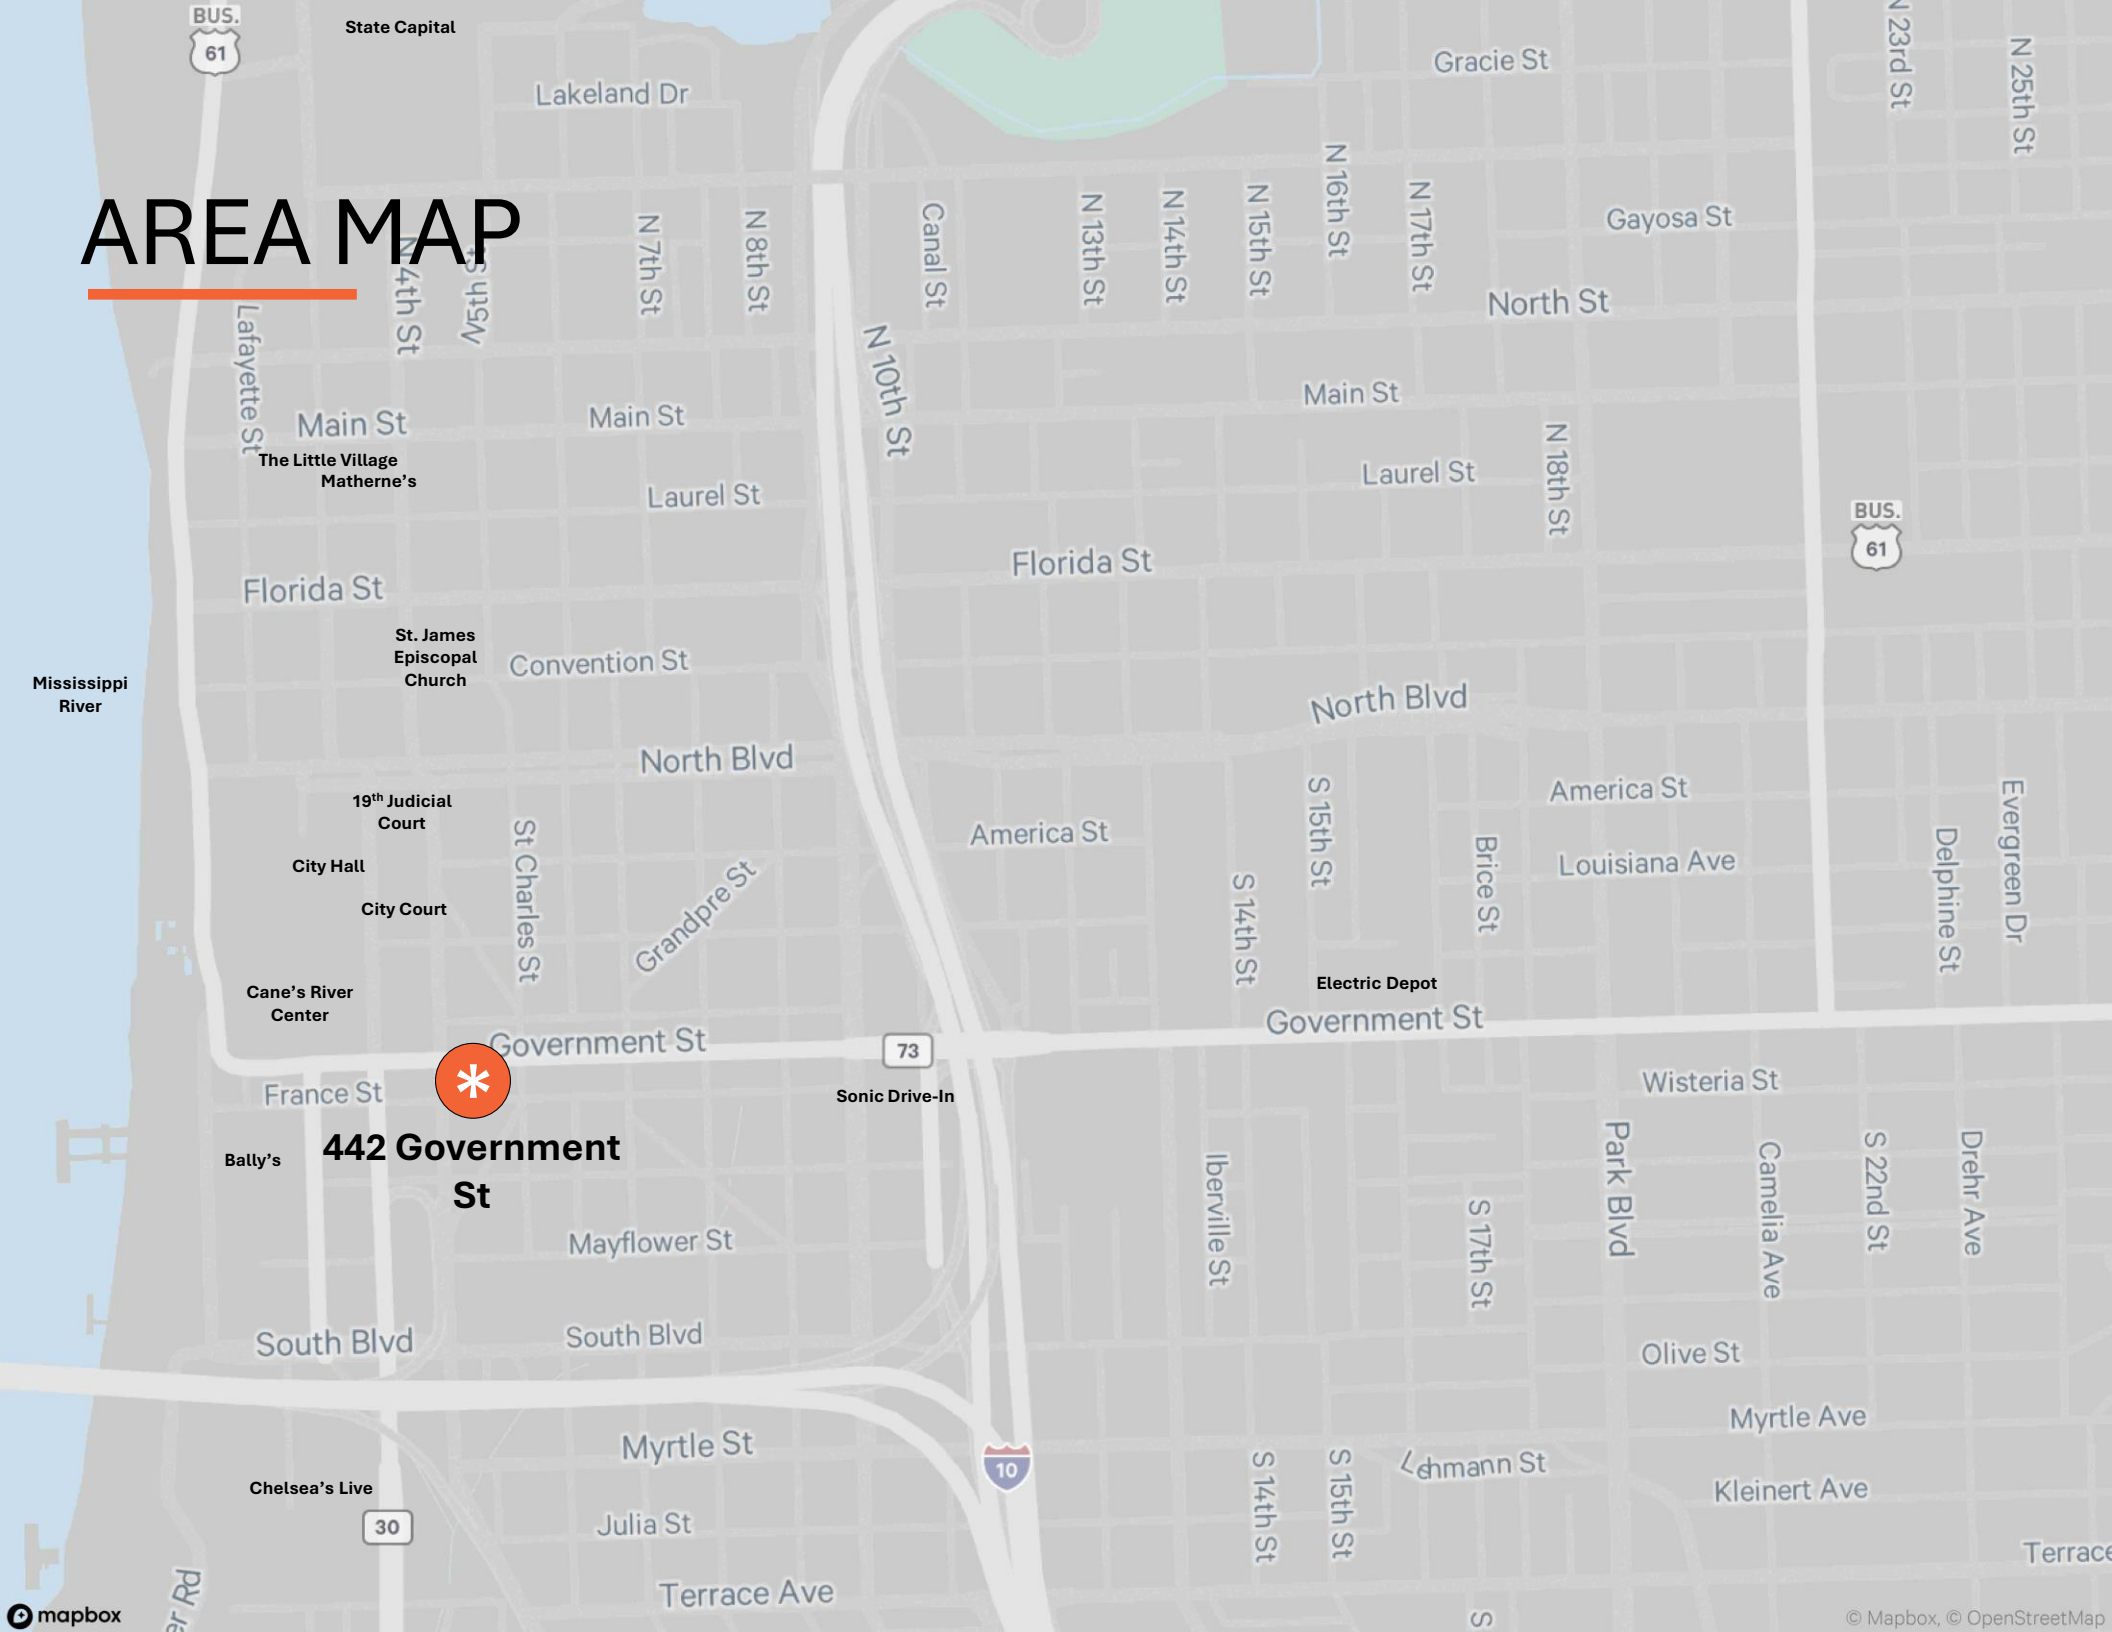 BUS.
61
State Capital
Lakeland Dr
Gracie St
N 23rd St
N 25th St
AREA MAP
N 4th St
N 5th St
N 7th St
N 8th St
Canal St
N 13th St
N 14th St
N 15th St
N 16th St
N 17th St
Gayosa St
North St
Lafayette St
N 10th St
Main St
Main St
Main St
The Little Village
Matherne's
Laurel St
Laurel St
N 18th St
BUS.
61
Florida St
Florida St
St. James
Episcopal
Church
Convention St
Mississippi
River
North Blvd
North Blvd
19th Judicial
Court
City Hall
City Court
St Charles St
Grandpre St
America St
S 15th St
S 14th St
America St
Brice St
Louisiana Ave
Delphine St
Evergreen Dr
Cane's River
Center
Electric Depot
Government St
Government St
73
France St
*
442 Government
St
Sonic Drive-In
Bally's
Wisteria St
Iberville St
S 17th St
Park Blvd
Camelia Ave
S 22nd St
Drehr Ave
Mayflower St
South Blvd
South Blvd
Olive St
Myrtle Ave
Myrtle St
10
S 14th St
S 15th St
Lehmann St
Kleinert Ave
Chelsea's Live
30
Julia St
Terrace
Terrace Ave
er Rd
S
mapbox
© Mapbox, © OpenStreetMap